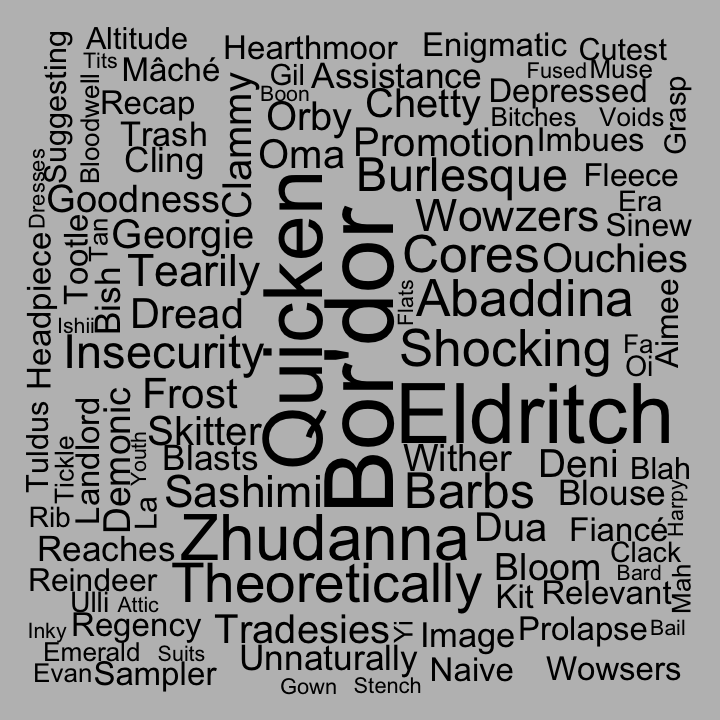 Altitude
Hearthmoor
Enigmatic
Cutest
Suggesting
Tits
Mâché
Gil
Assistance
Fused
Muse
Bloodwell
Recap
Clammy
Boon
Orby
Chetty
Depressed
Grasp
Trash
Bitches
Voids
Cling
Oma
Promotion
Imbues
Dresses
Goodness
Quicken
Burlesque
Fleece
Tootle
Tan
Georgie
Bor'dor
Wowzers
Era
Sinew
Headpiece
Bish
Tearily
Cores
Ouchies
Ishii
Dread
Flats
Abaddina
Aimee
Insecurity
Shocking
Fa
Oi
Tuldus
Landlord
Demonic
Frost
Eldritch
Tickle
Youth
Skitter
Blasts
Wither
Deni
Blah
La
Sashimi
Barbs
Blouse
Harpy
Rib
Zhudanna
Dua
Fiancé
Reaches
Clack
Reindeer
Theoretically
Bloom
Bard
Mah
Ulli
Attic
Kit
Relevant
Inky
Regency
Tradesies
Yi
Image
Prolapse
Bail
Emerald
Suits
Unnaturally
Evan
Sampler
Naive
Wowsers
Gown
Stench